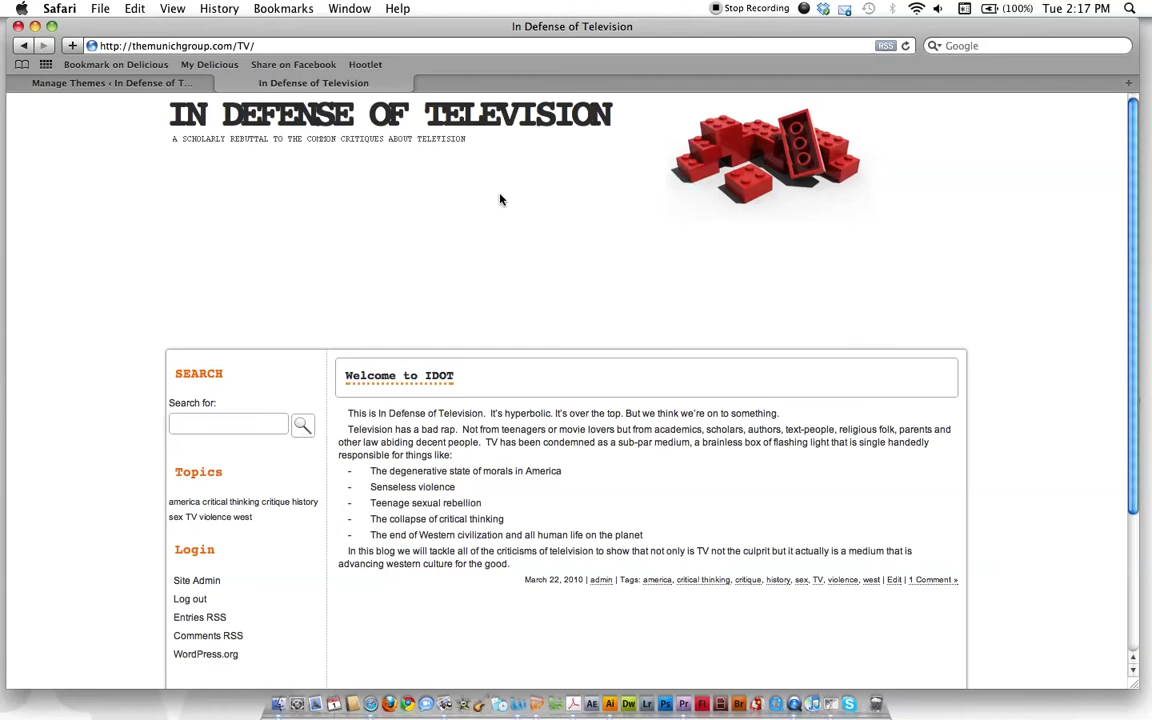 Safari File Edit View History Bookmarks Window Help Stop Recording (100%) Tue 2:17 PM
In Defense of Television
http://themunichgroup.com/TV/ RSS Google
Bookmark on Delicious My Delicious Share on Facebook Hootlet
Manage Themes ‹ In Defense of T... In Defense of Television
IN DEFENSE OF TELEVISION
A SCHOLARLY REBUTTAL TO THE COMMON CRITIQUES ABOUT TELEVISION
SEARCH
Search for:
Topics
america critical thinking critique history
sex TV violence west
Login
Site Admin
Log out
Entries RSS
Comments RSS
WordPress.org
Welcome to IDOT
This is In Defense of Television. It's hyperbolic. It's over the top. But we think we're on to something.
Television has a bad rap. Not from teenagers or movie lovers but from academics, scholars, authors, text-people, religious folk, parents and
other law abiding decent people. TV has been condemned as a sub-par medium, a brainless box of flashing light that is single handedly
responsible for things like:
- The degenerative state of morals in America
- Senseless violence
- Teenage sexual rebellion
- The collapse of critical thinking
- The end of Western civilization and all human life on the planet
In this blog we will tackle all of the criticisms of telelvision to show that not only is TV not the culprit but it actually is a medium that is
advancing western culture for the good.
March 22, 2010 | admin | Tags: america, critical thinking, critique, history, sex, TV, violence, west | Edit | 1 Comment »
AE Ai Dw Lr Ps Pr Fl Br